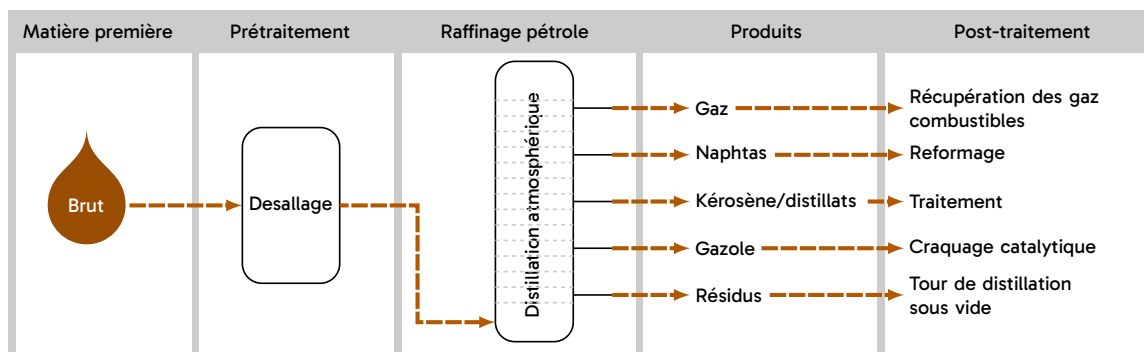 Matière première
Prétraitement
Raffinage pétrole
Produits
Post-traitement
Brut
Desallage
Distillation atmosphérique
Gaz
Récupération des gaz
combustibles
Naphtas
Reformage
Kérosène/distillats
Traitement
Gazole
Craquage catalytique
Résidus
Tour de distillation
sous vide